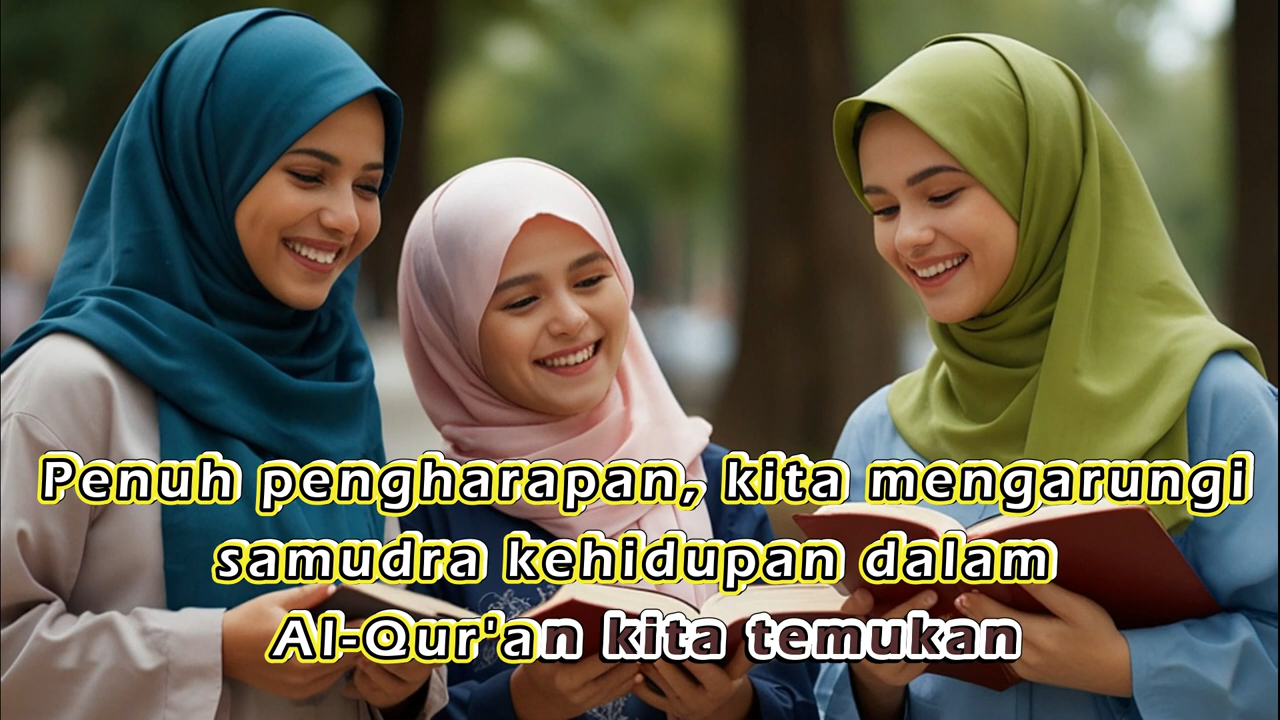 Penuh pengharapan, kita mengarungi
samudra kehidupan dalam
Al-Qur'an kita temukan